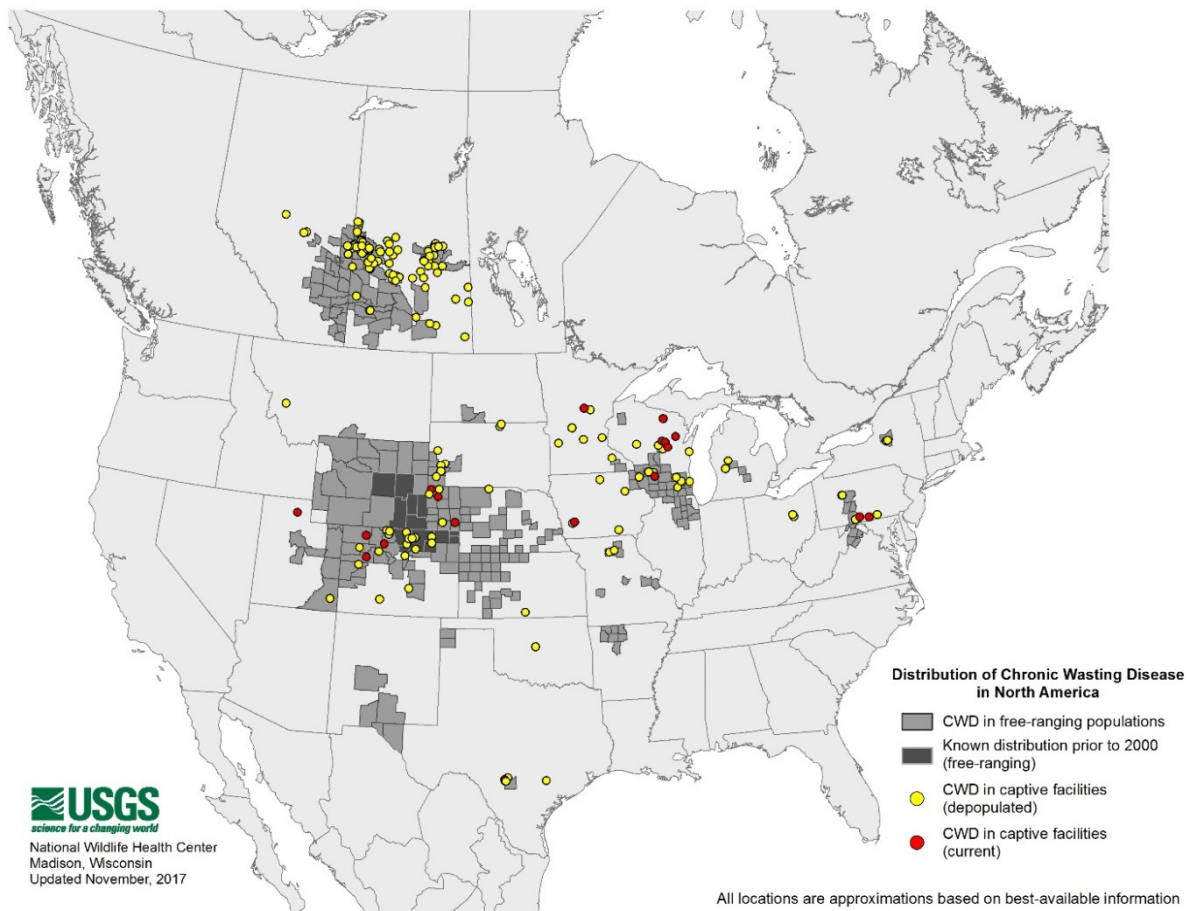 Distribution of Chronic Wasting Disease
in North America
CWD in free-ranging populations
Known distribution prior to 2000
(free-ranging)
CWD in captive facilities
(depopulated)
CWD in captive facilities
(current)
USGS
science for a changing world
National Wildlife Health Center
Madison, Wisconsin
Updated November, 2017
All locations are approximations based on best-available information